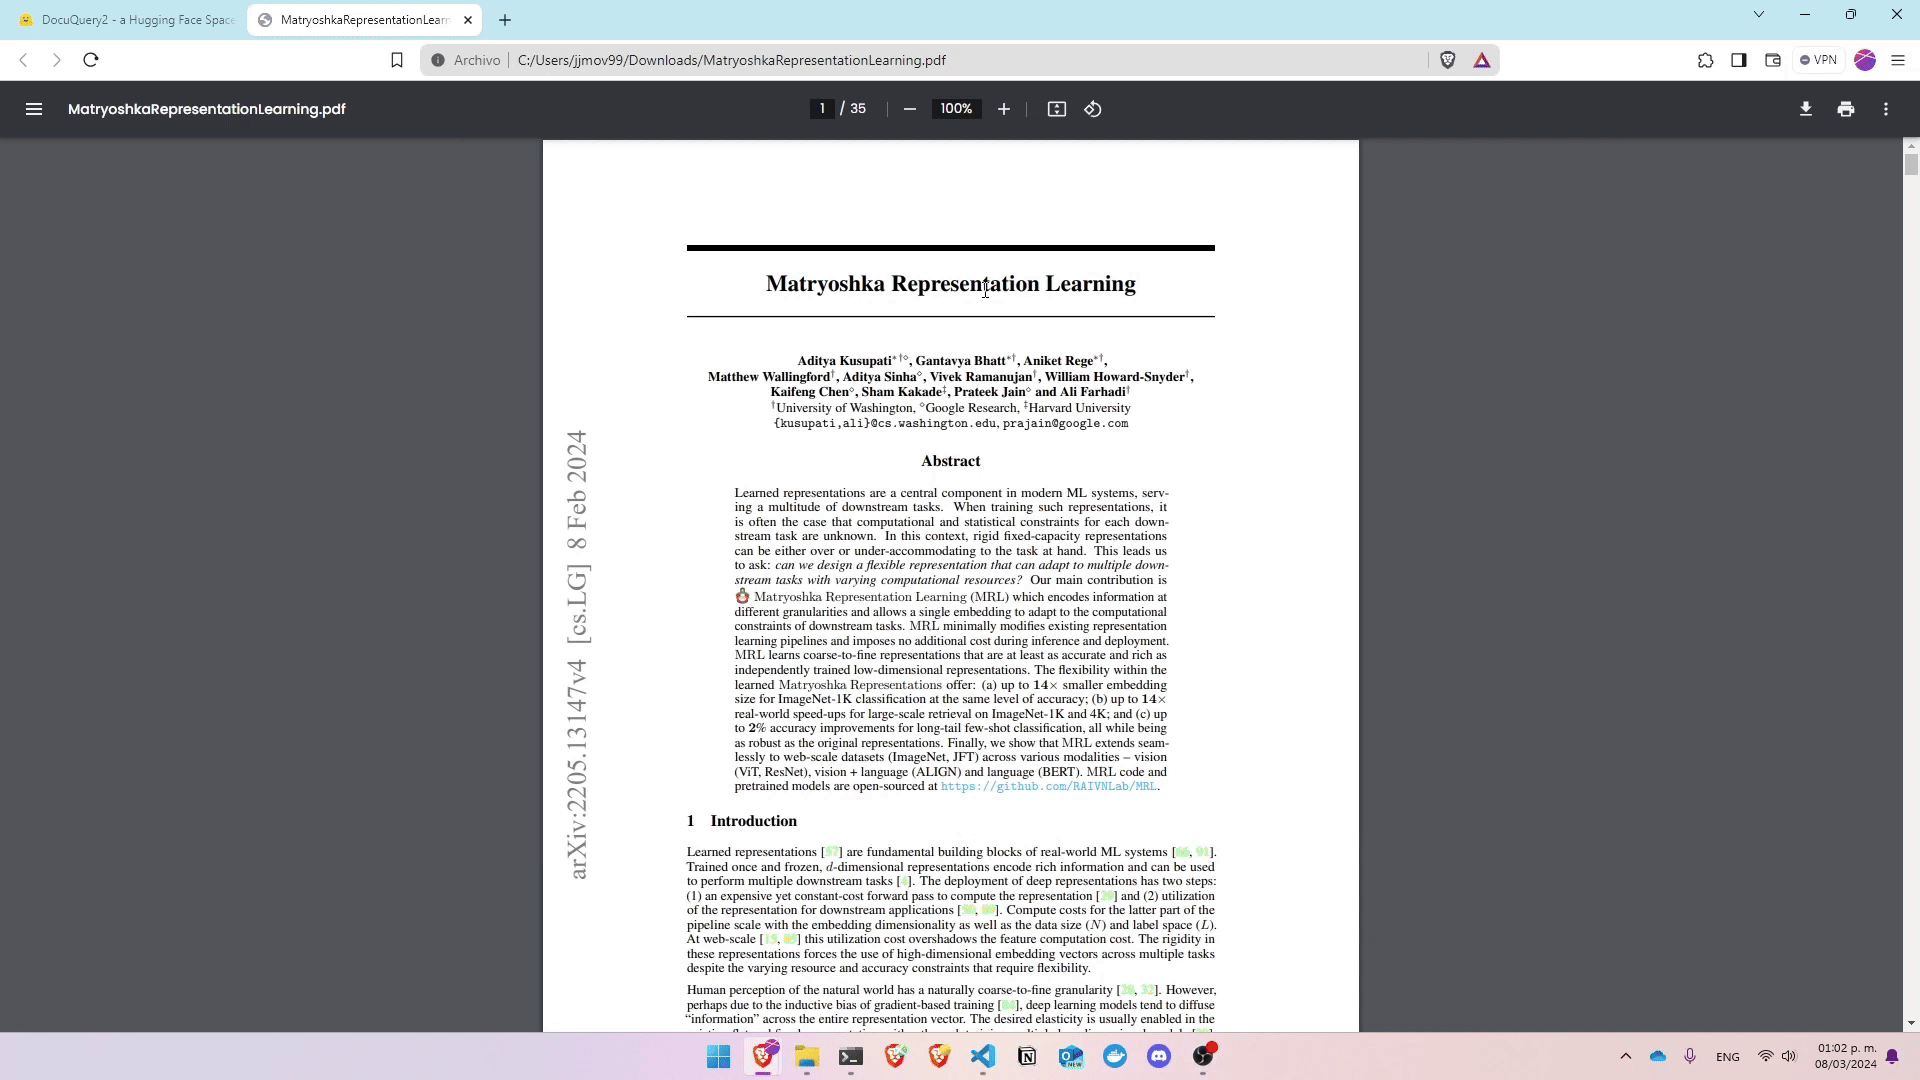 DocuQuery2 - a Hugging Face Space
MatryoshkaRepresentationLearn
Archivo
C:/Users/jjmov99/Downloads/MatryoshkaRepresentationLearning.pdf
VPN
MatryoshkaRepresentationLearning.pdf
1 / 35
100%
Matryoshka Representation Learning
Aditya Kusupati*†⋄, Gantavya Bhatt*†, Aniket Rege*†,
Matthew Wallingford†, Aditya Sinha⋄, Vivek Ramanujan†, William Howard-Snyder†,
Kaifeng Chen⋄, Sham Kakade‡, Prateek Jain⋄ and Ali Farhadi†
†University of Washington, ⋄Google Research, ‡Harvard University
{kusupati,ali}@cs.washington.edu, prajain@google.com
Abstract
Learned representations are a central component in modern ML systems, serv-
ing a multitude of downstream tasks. When training such representations, it
is often the case that computational and statistical constraints for each down-
stream task are unknown. In this context, rigid fixed-capacity representations
can be either over or under-accommodating to the task at hand. This leads us
to ask: can we design a flexible representation that can adapt to multiple down-
stream tasks with varying computational resources? Our main contribution is
Matryoshka Representation Learning (MRL) which encodes information at
different granularities and allows a single embedding to adapt to the computational
constraints of downstream tasks. MRL minimally modifies existing representation
learning pipelines and imposes no additional cost during inference and deployment.
MRL learns coarse-to-fine representations that are at least as accurate and rich as
independently trained low-dimensional representations. The flexibility within the
learned Matryoshka Representations offer: (a) up to 14× smaller embedding
size for ImageNet-1K classification at the same level of accuracy; (b) up to 14×
real-world speed-ups for large-scale retrieval on ImageNet-1K and 4K; and (c) up
to 2% accuracy improvements for long-tail few-shot classification, all while being
as robust as the original representations. Finally, we show that MRL extends seam-
lessly to web-scale datasets (ImageNet, JFT) across various modalities – vision
(ViT, ResNet), vision + language (ALIGN) and language (BERT). MRL code and
pretrained models are open-sourced at https://github.com/RAIVNLab/MRL.
arXiv:2205.13147v4 [cs.LG] 8 Feb 2024
1 Introduction
Learned representations [57] are fundamental building blocks of real-world ML systems [66, 91].
Trained once and frozen, d-dimensional representations encode rich information and can be used
to perform multiple downstream tasks [4]. The deployment of deep representations has two steps:
(1) an expensive yet constant-cost forward pass to compute the representation [29] and (2) utilization
of the representation for downstream applications [50, 89]. Compute costs for the latter part of the
pipeline scale with the embedding dimensionality as well as the data size (N) and label space (L).
At web-scale [15, 85] this utilization cost overshadows the feature computation cost. The rigidity in
these representations forces the use of high-dimensional embedding vectors across multiple tasks
despite the varying resource and accuracy constraints that require flexibility.
Human perception of the natural world has a naturally coarse-to-fine granularity [28, 32]. However,
perhaps due to the inductive bias of gradient-based training [84], deep learning models tend to diffuse
“information” across the entire representation vector. The desired elasticity is usually enabled in the
NEW
ENG
01:02 p. m.
08/03/2024